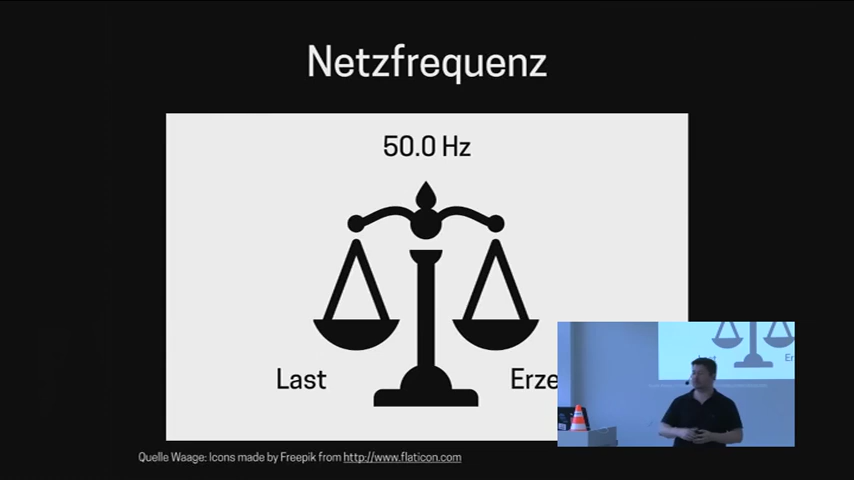 Netzfrequenz
50.0 Hz
Last
Erze
Quelle Waage: Icons made by Freepik from http://www.flaticon.com